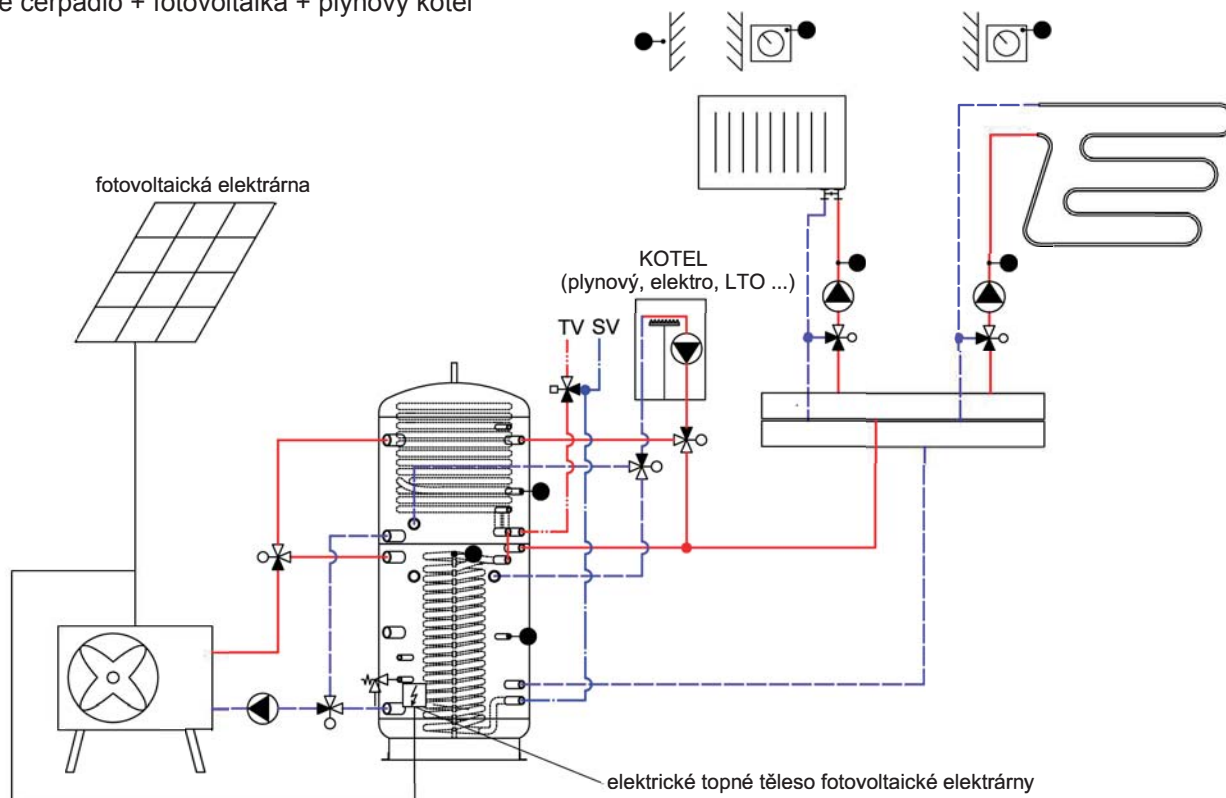 čerpadlo + fotovoltaika + plynový kotel
fotovoltaická elektrárna
KOTEL
(plynový, elektro, LTO ...)
TV SV
elektrické topné těleso fotovoltaické elektrárny